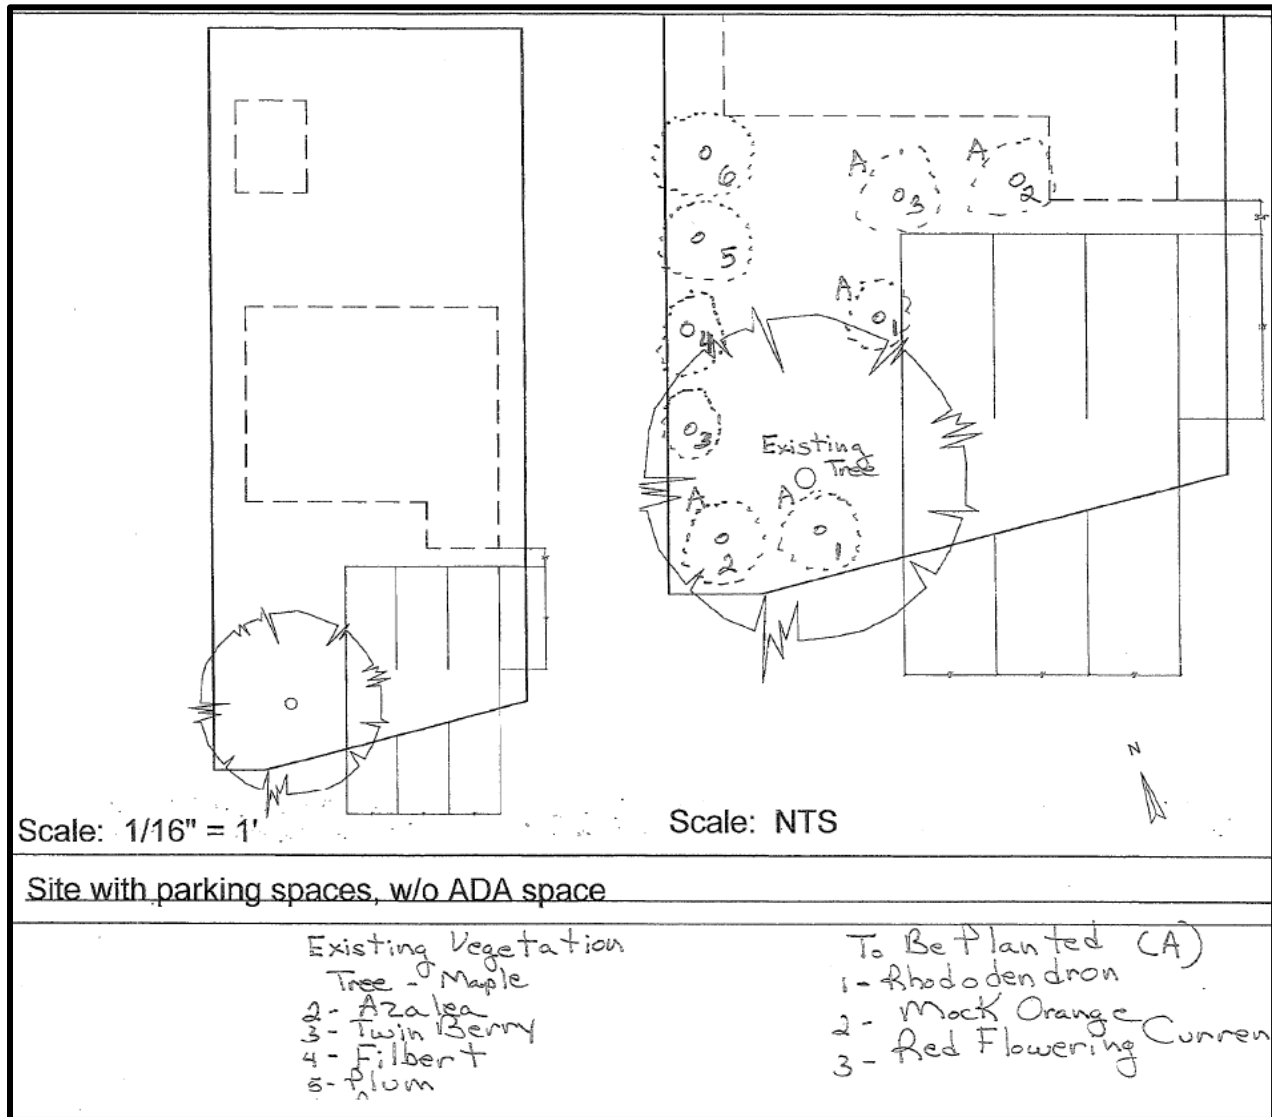 6
A
3
A
2
5
A
1
4
3
Existing
Tree
A
2
A
1
N
Scale: 1/16" = 1'
Scale: NTS
Site with parking spaces, w/o ADA space
Existing Vegetation
Tree - Maple
2- Azalea
3- Twin Berry
4- Filbert
5- Plum
To Be Planted (A)
1- Rhododendron
2- Mock Orange
3- Red Flowering Curren